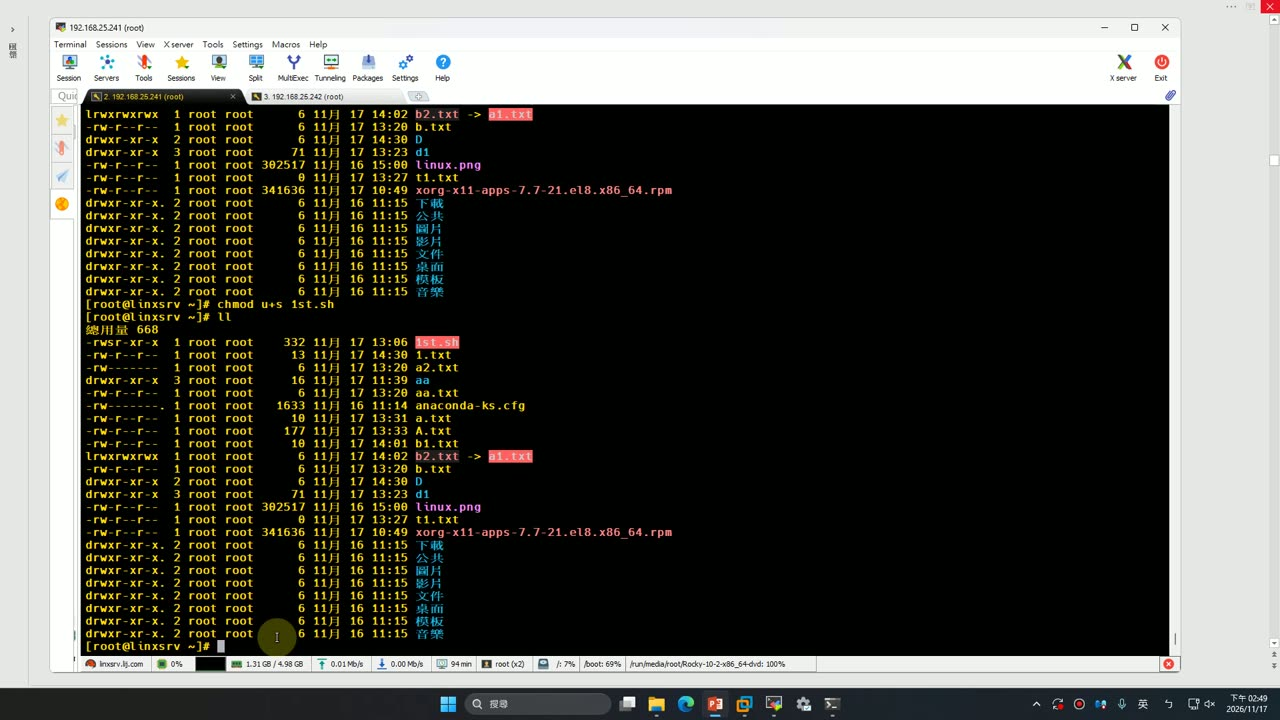 192.168.25.241 (root)
Terminal Sessions View X server Tools Settings Macros Help
Session Servers Tools Sessions View Split MultiExec Tunneling Packages Settings Help X server Exit
Quic 2. 192.168.25.241 (root) 3. 192.168.25.242 (root)
lrwxrwxrwx 1 root root 6 11月 17 14:02 b2.txt -> a1.txt
-rw-r--r-- 1 root root 6 11月 17 13:20 b.txt
drwxr-xr-x 2 root root 6 11月 17 14:30 D
drwxr-xr-x 3 root root 71 11月 17 13:23 d1
-rw-r--r-- 1 root root 302517 11月 16 15:00 linux.png
-rw-r--r-- 1 root root 0 11月 17 13:27 t1.txt
-rw-r--r-- 1 root root 341636 11月 17 10:49 xorg-x11-apps-7.7-21.el8.x86_64.rpm
drwxr-xr-x. 2 root root 6 11月 16 11:15 下載
drwxr-xr-x. 2 root root 6 11月 16 11:15 公共
drwxr-xr-x. 2 root root 6 11月 16 11:15 圖片
drwxr-xr-x. 2 root root 6 11月 16 11:15 影片
drwxr-xr-x. 2 root root 6 11月 16 11:15 文件
drwxr-xr-x. 2 root root 6 11月 16 11:15 桌面
drwxr-xr-x. 2 root root 6 11月 16 11:15 模板
drwxr-xr-x. 2 root root 6 11月 16 11:15 音樂
[root@linxsrv ~]# chmod u+s 1st.sh
[root@linxsrv ~]# ll
總用量 668
-rwsr-xr-x 1 root root 332 11月 17 13:06 1st.sh
-rw-r--r-- 1 root root 13 11月 17 14:30 1.txt
-rw------- 1 root root 6 11月 17 13:20 a2.txt
drwxr-xr-x 3 root root 16 11月 17 11:39 aa
-rw-r--r-- 1 root root 6 11月 17 13:20 aa.txt
-rw-------. 1 root root 1633 11月 16 11:14 anaconda-ks.cfg
-rw-r--r-- 1 root root 10 11月 17 13:31 a.txt
-rw-r--r-- 1 root root 177 11月 17 13:33 A.txt
-rw-r--r-- 1 root root 10 11月 17 14:01 b1.txt
lrwxrwxrwx 1 root root 6 11月 17 14:02 b2.txt -> a1.txt
-rw-r--r-- 1 root root 6 11月 17 13:20 b.txt
drwxr-xr-x 2 root root 6 11月 17 14:30 D
drwxr-xr-x 3 root root 71 11月 17 13:23 d1
-rw-r--r-- 1 root root 302517 11月 16 15:00 linux.png
-rw-r--r-- 1 root root 0 11月 17 13:27 t1.txt
-rw-r--r-- 1 root root 341636 11月 17 10:49 xorg-x11-apps-7.7-21.el8.x86_64.rpm
drwxr-xr-x. 2 root root 6 11月 16 11:15 下載
drwxr-xr-x. 2 root root 6 11月 16 11:15 公共
drwxr-xr-x. 2 root root 6 11月 16 11:15 圖片
drwxr-xr-x. 2 root root 6 11月 16 11:15 影片
drwxr-xr-x. 2 root root 6 11月 16 11:15 文件
drwxr-xr-x. 2 root root 6 11月 16 11:15 桌面
drwxr-xr-x. 2 root root 6 11月 16 11:15 模板
drwxr-xr-x. 2 root root 6 11月 16 11:15 音樂
[root@linxsrv ~]#
linxsrv.lij.com 0% 1.31 GB / 4.98 GB 0.01 Mb/s 0.00 Mb/s 94 min root (x2) /: 7% /boot: 69% /run/media/root/Rocky-10-2-x86_64-dvd: 100%
搜尋 英 下午 02:49
2026/11/17